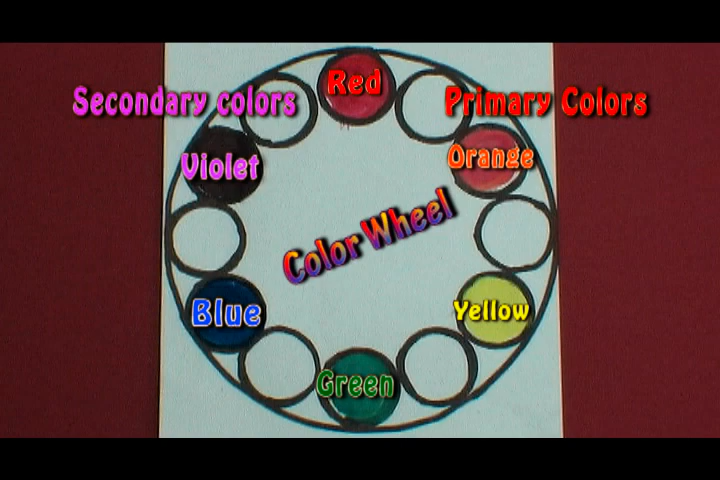 Red
Secondary colors
Primary Colors
Orange
Violet
Color Wheel
Blue
Yellow
Green